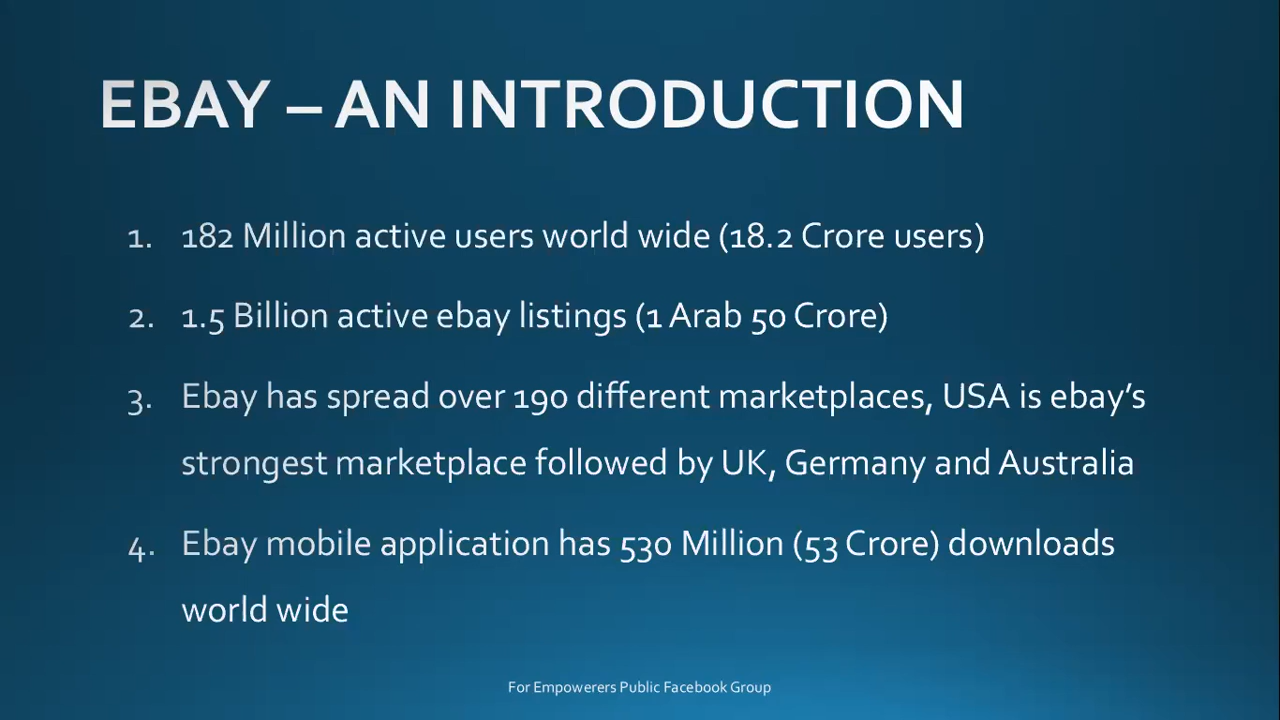 EBAY – AN INTRODUCTION
1. 182 Million active users world wide (18.2 Crore users)
2. 1.5 Billion active ebay listings (1 Arab 50 Crore)
3. Ebay has spread over 190 different marketplaces, USA is ebay’s
strongest marketplace followed by UK, Germany and Australia
4. Ebay mobile application has 530 Million (53 Crore) downloads
world wide
For Empowerers Public Facebook Group